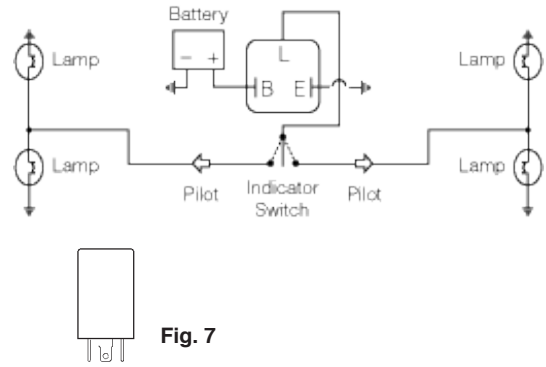 Battery
Lamp
Lamp
- +
L
B E
Lamp
Lamp
Pilot
Indicator
Switch
Pilot
Fig. 7